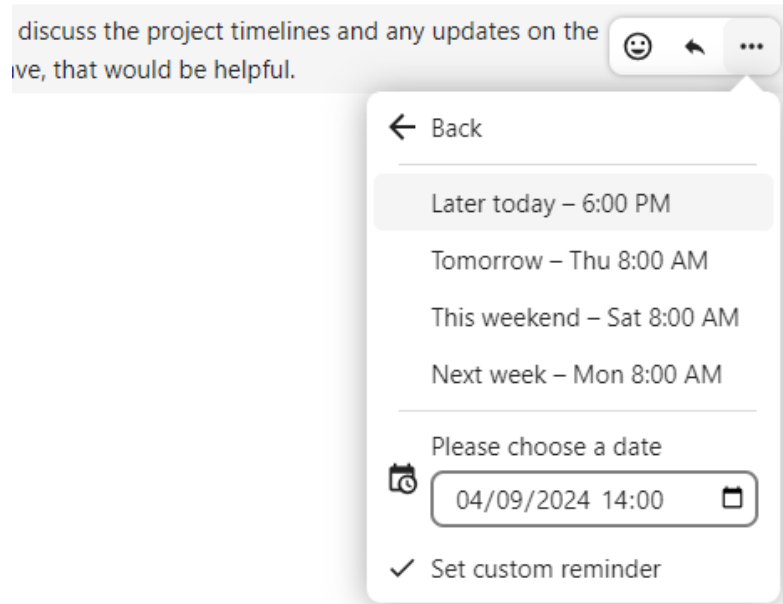 discuss the project timelines and any updates on the
ve, that would be helpful.
Back
Later today – 6:00 PM
Tomorrow – Thu 8:00 AM
This weekend – Sat 8:00 AM
Next week – Mon 8:00 AM
Please choose a date
04/09/2024 14:00
Set custom reminder